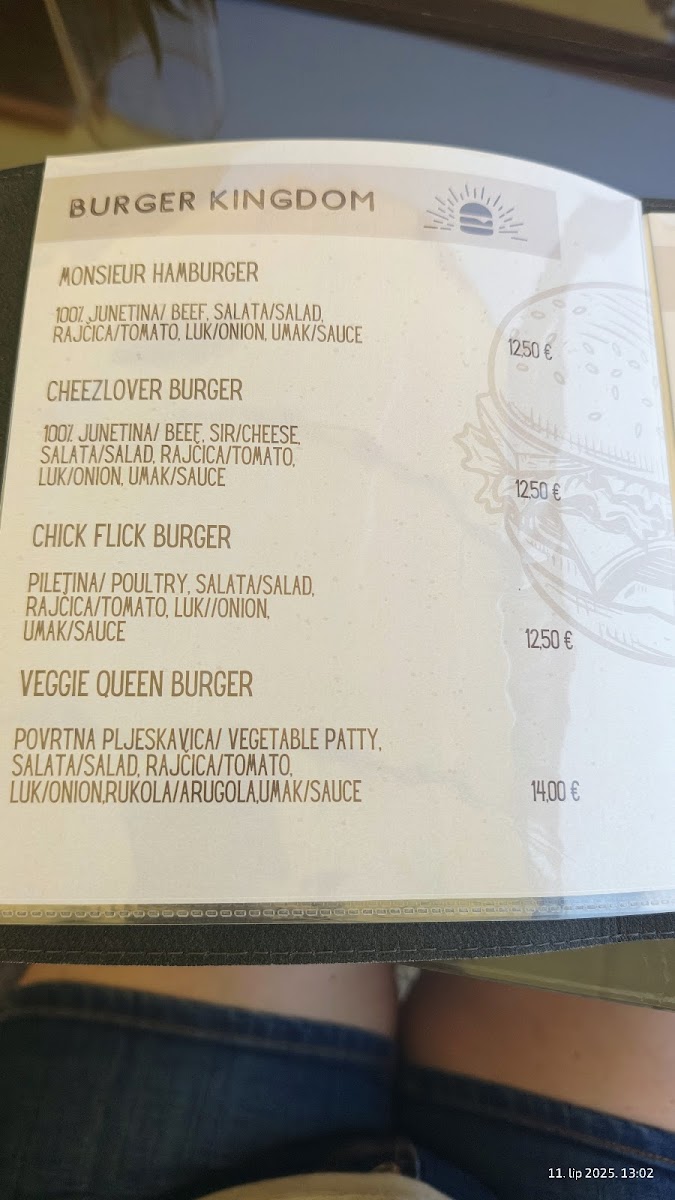 BURGER KINGDOM
MONSIEUR HAMBURGER
100% JUNETINA/ BEEF, SALATA/SALAD,
RAJČICA/TOMATO, LUK/ONION, UMAK/SAUCE
12,50 €
CHEEZLOVER BURGER
100% JUNETINA/ BEEF, SIR/CHEESE,
SALATA/SALAD, RAJČICA/TOMATO,
LUK/ONION, UMAK/SAUCE
12,50 €
CHICK FLICK BURGER
PILETINA/ POULTRY, SALATA/SALAD,
RAJČICA/TOMATO, LUK//ONION,
UMAK/SAUCE
12,50 €
VEGGIE QUEEN BURGER
POVRTNA PLJESKAVICA/ VEGETABLE PATTY,
SALATA/SALAD, RAJČICA/TOMATO,
LUK/ONION,RUKOLA/ARUGOLA,UMAK/SAUCE
14,00 €
11. lip 2025. 13:02